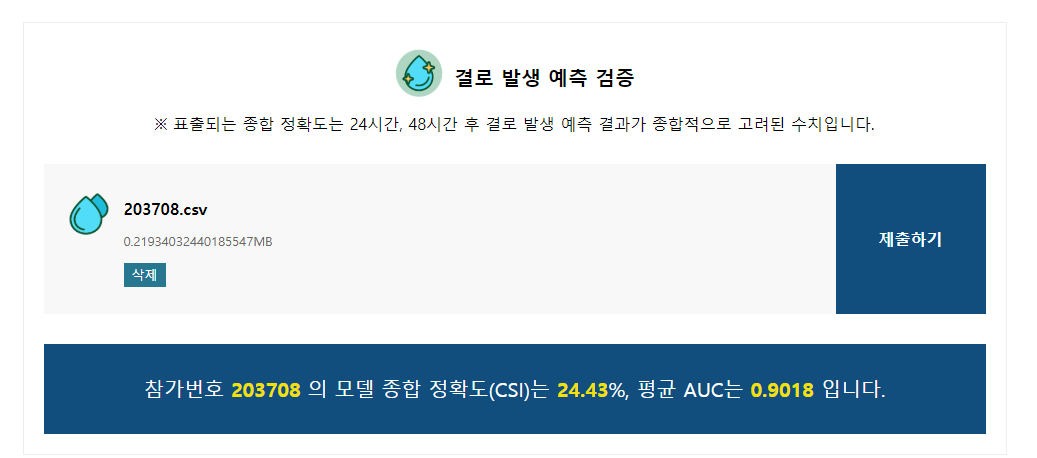 결로 발생 예측 검증
※ 표출되는 종합 정확도는 24시간, 48시간 후 결로 발생 예측 결과가 종합적으로 고려된 수치입니다.
203708.csv
0.21934032440185547MB
삭제
제출하기
참가번호 203708 의 모델 종합 정확도(CSI)는 24.43%, 평균 AUC는 0.9018 입니다.